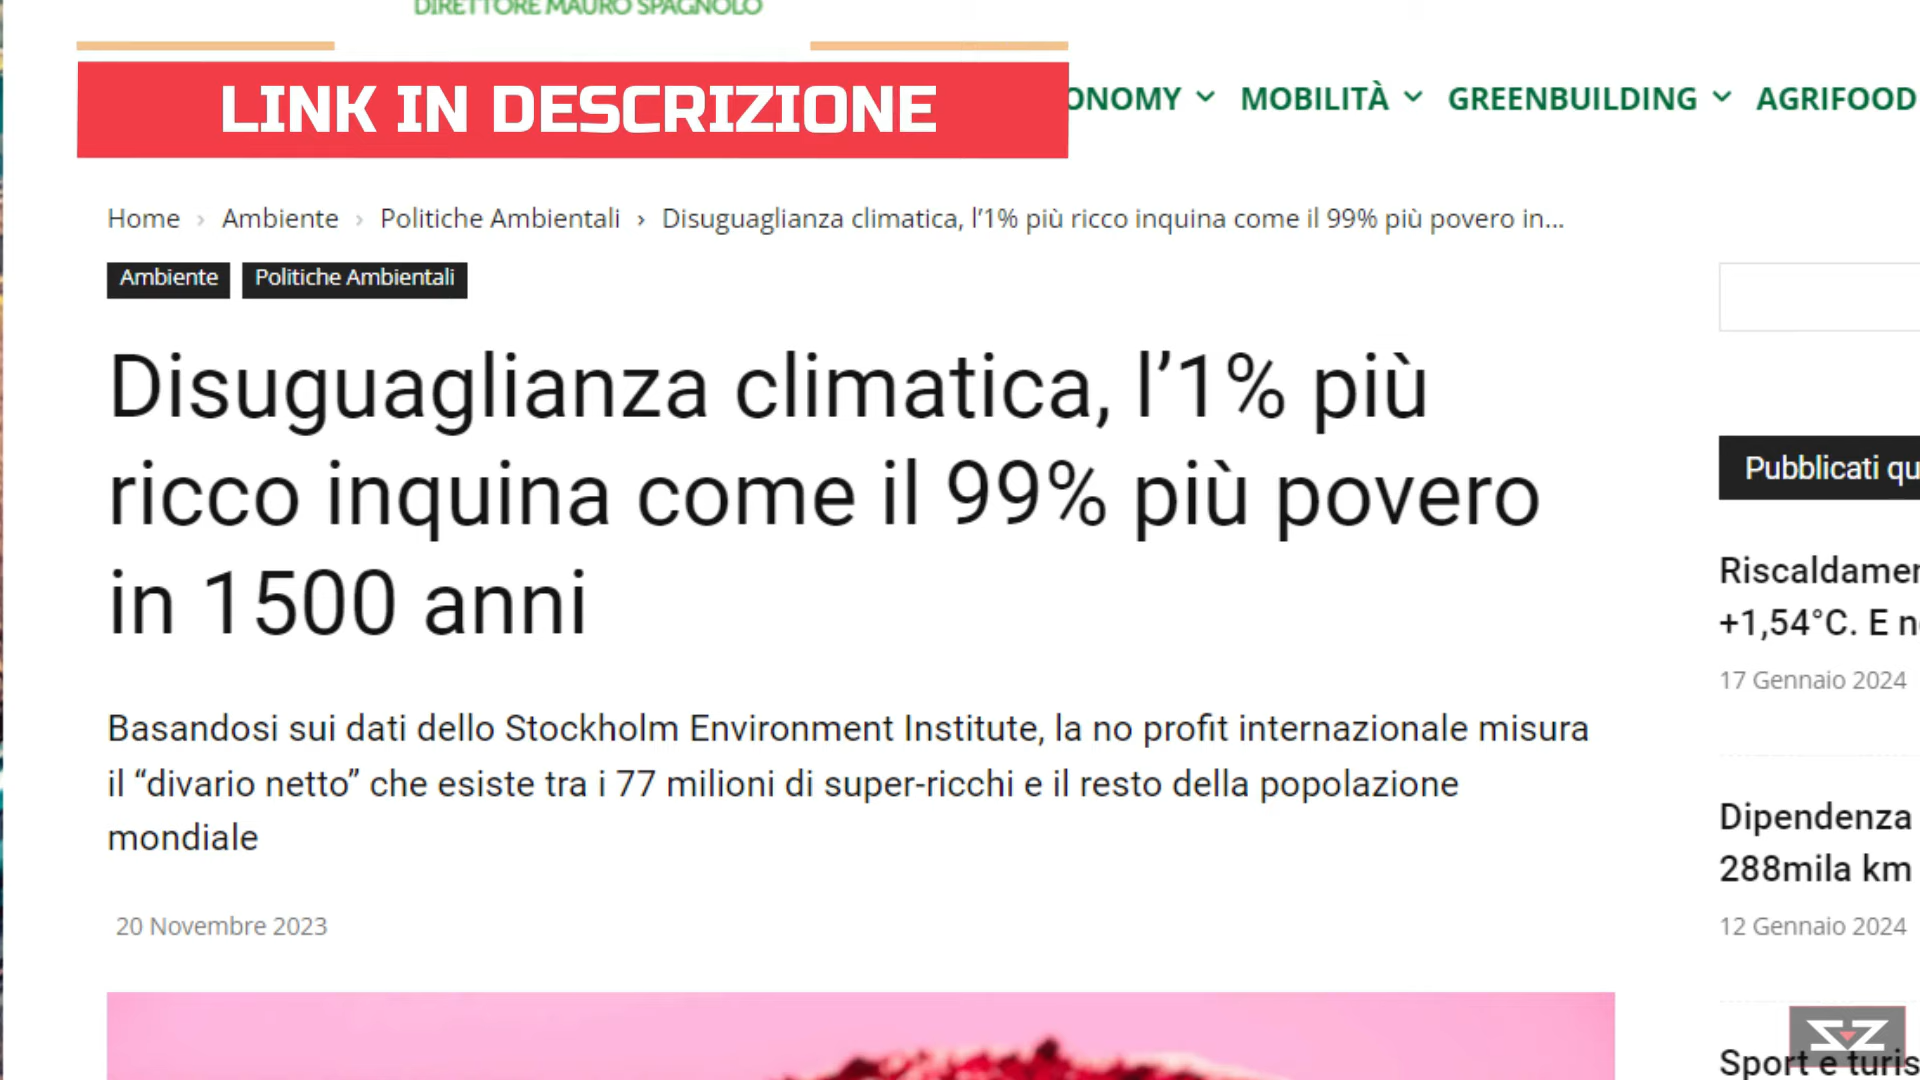 DIRETTORE MAURO SPAGNOLO
LINK IN DESCRIZIONE
ONOMY MOBILITÀ GREENBUILDING AGRIFOOD
Home › Ambiente › Politiche Ambientali › Disuguaglianza climatica, l’1% più ricco inquina come il 99% più povero in...
Ambiente Politiche Ambientali
Disuguaglianza climatica, l’1% più
ricco inquina come il 99% più povero
in 1500 anni
Basandosi sui dati dello Stockholm Environment Institute, la no profit internazionale misura
il “divario netto” che esiste tra i 77 milioni di super-ricchi e il resto della popolazione
mondiale
20 Novembre 2023
Pubblicati qu
Riscaldamen
+1,54°C. E n
17 Gennaio 2024
Dipendenza
288mila km
12 Gennaio 2024
Sport e turis